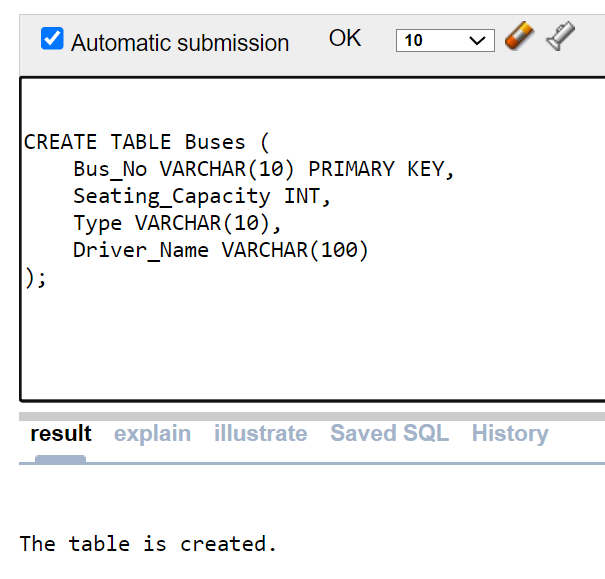 Automatic submission OK 10
CREATE TABLE Buses (
    Bus_No VARCHAR(10) PRIMARY KEY,
    Seating_Capacity INT,
    Type VARCHAR(10),
    Driver_Name VARCHAR(100)
);
result explain illustrate Saved SQL History
The table is created.